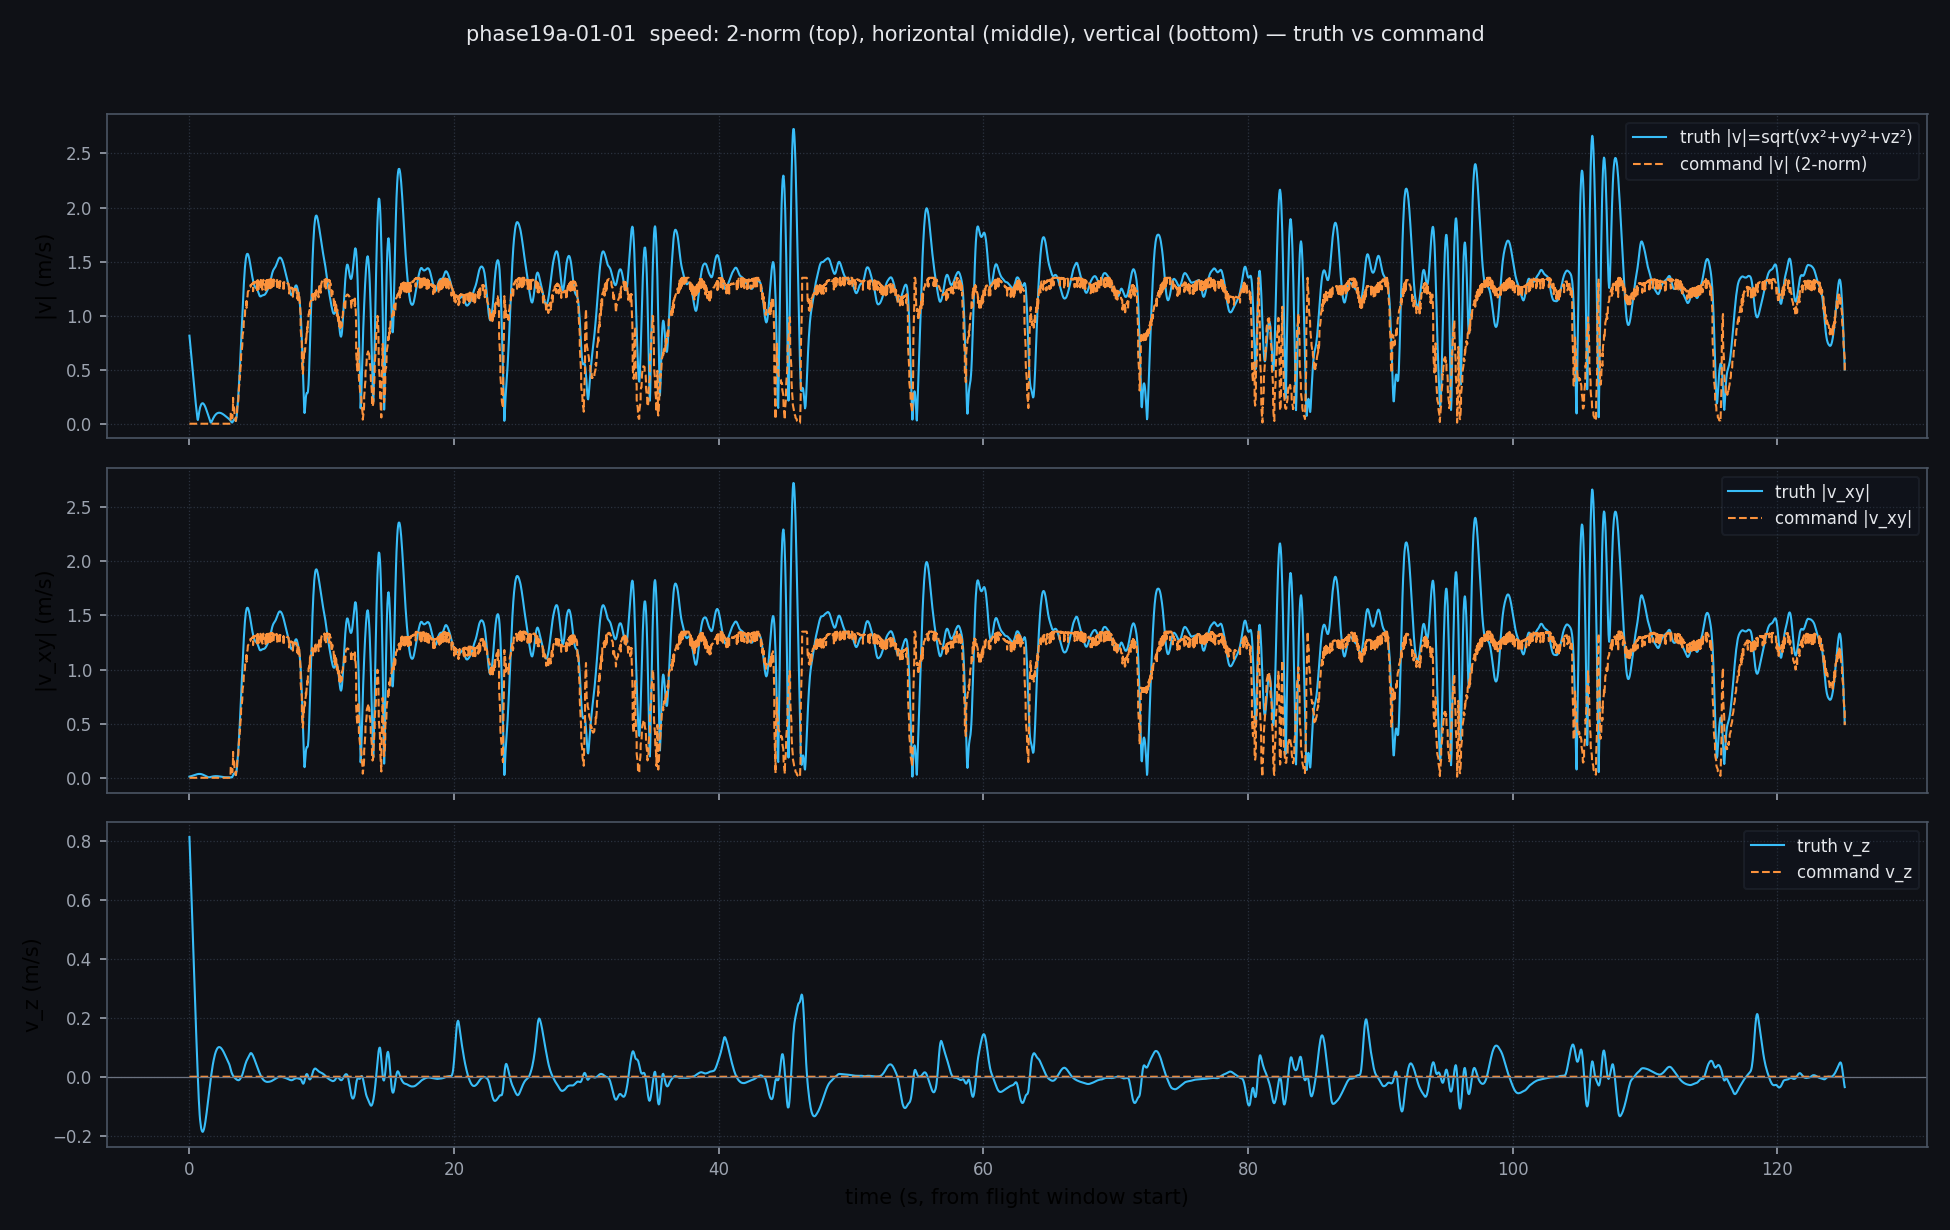 phase19a-01-01  speed: 2-norm (top), horizontal (middle), vertical (bottom) — truth vs command
|v| (m/s)
2.5
2.0
1.5
1.0
0.5
0.0
truth |v|=sqrt(vx²+vy²+vz²)
command |v| (2-norm)
|v_xy| (m/s)
2.5
2.0
1.5
1.0
0.5
0.0
truth |v_xy|
command |v_xy|
v_z (m/s)
0.8
0.6
0.4
0.2
0.0
−0.2
truth v_z
command v_z
0 20 40 60 80 100 120
time (s, from flight window start)